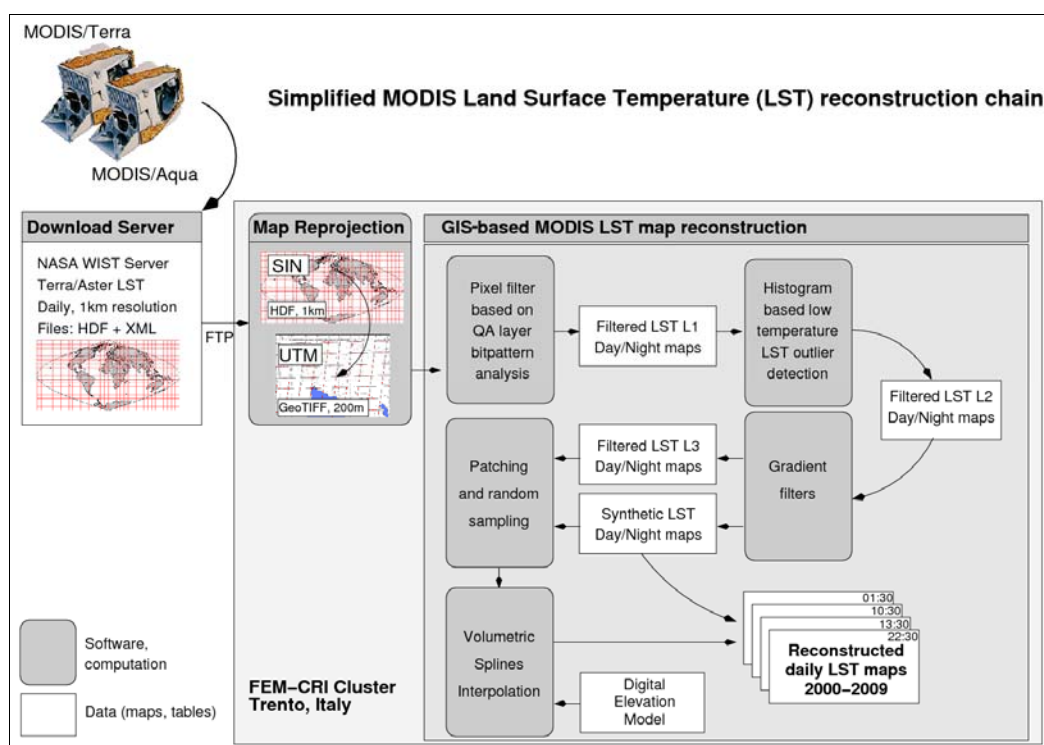 MODIS/Terra
MODIS/Aqua
Simplified MODIS Land Surface Temperature (LST) reconstruction chain
Download Server
NASA WIST Server
Terra/Aster LST
Daily, 1km resolution
Files: HDF + XML
FTP
Map Reprojection
SIN
HDF, 1km
UTM
GeoTIFF, 200m
GIS-based MODIS LST map reconstruction
Pixel filter
based on
QA layer
bitpattern
analysis
Filtered LST L1
Day/Night maps
Histogram
based low
temperature
LST outlier
detection
Filtered LST L2
Day/Night maps
Gradient
filters
Filtered LST L3
Day/Night maps
Synthetic LST
Day/Night maps
Patching
and random
sampling
Volumetric
Splines
Interpolation
Digital
Elevation
Model
01:30
10:30
13:30
22:30
Reconstructed
daily LST maps
2000–2009
FEM–CRI Cluster
Trento, Italy
Software,
computation
Data (maps, tables)